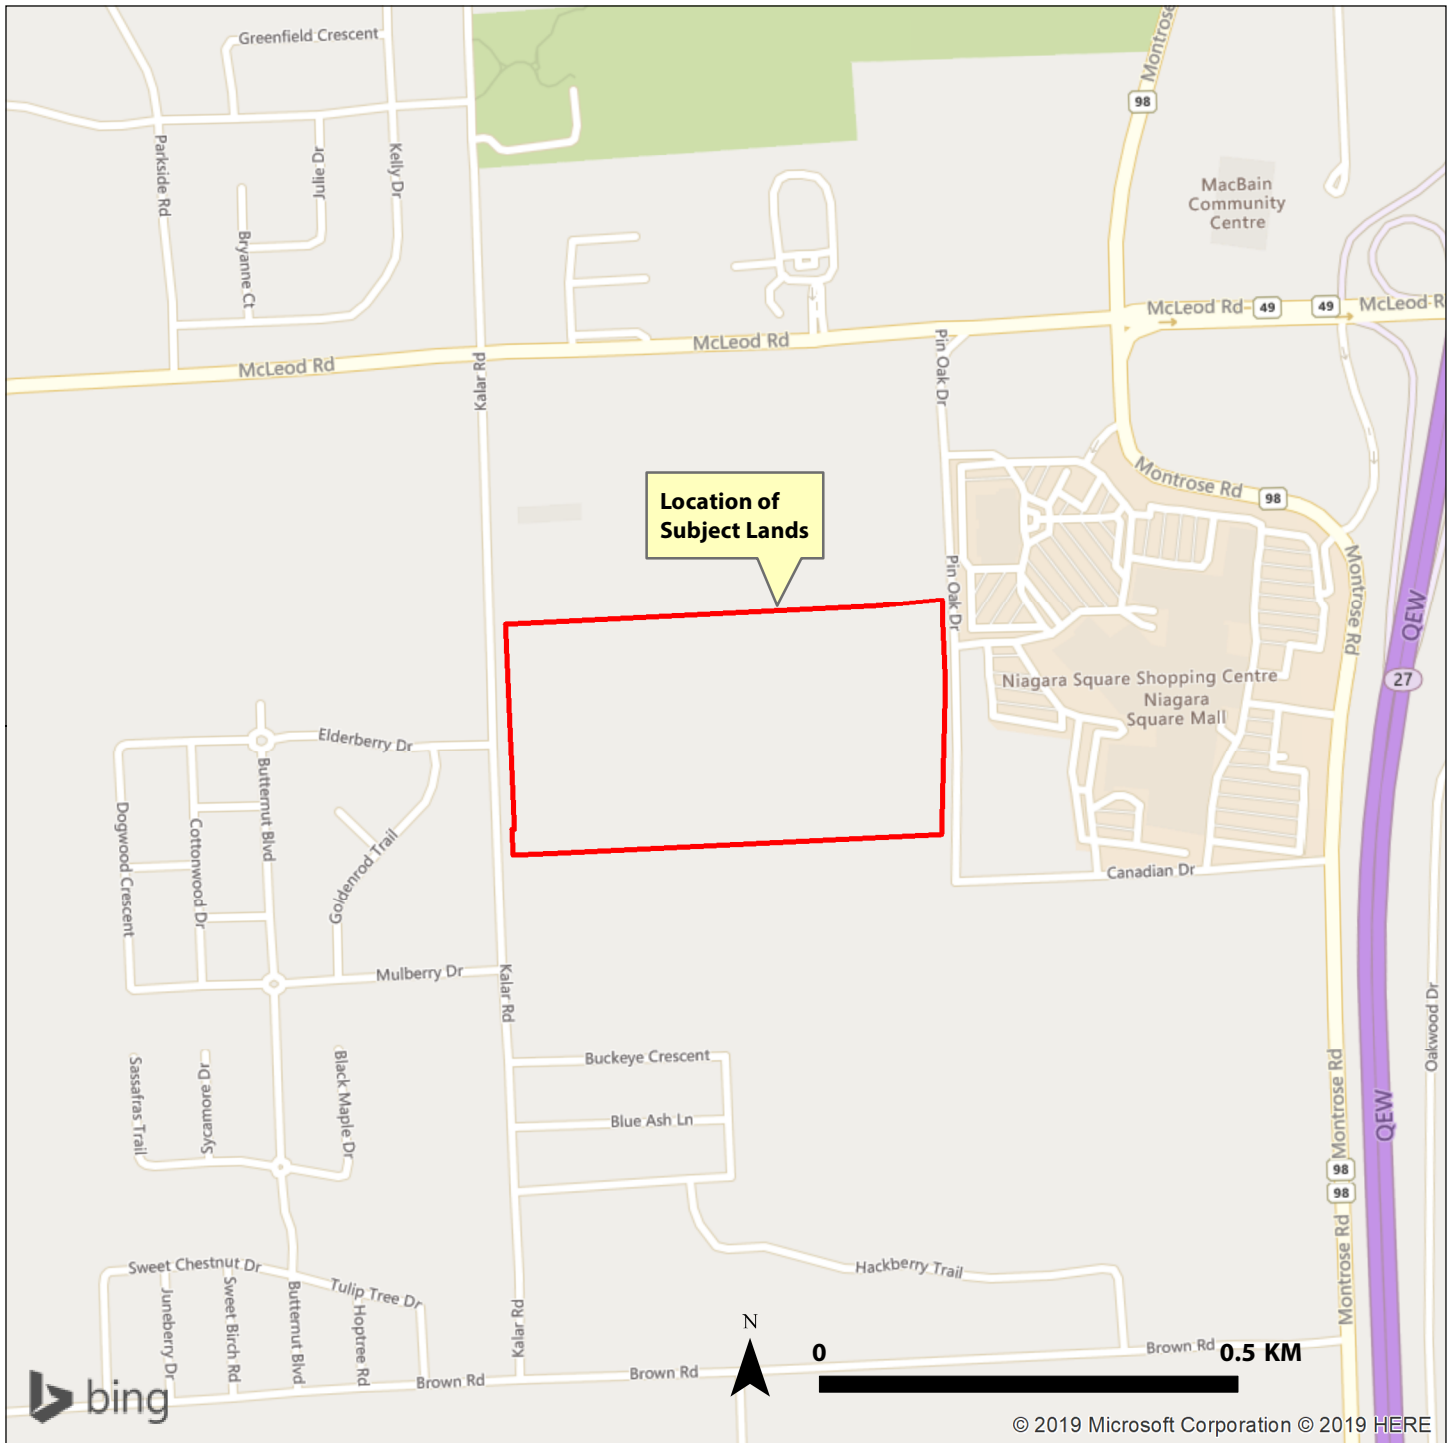 Greenfield Crescent
Montrose
98
Parkside Rd
Julie Dr
Kelly Dr
MacBain
Community
Centre
Bryanne Ct
McLeod Rd
49
49
McLeod R
McLeod Rd
McLeod Rd
Kalar Rd
Pin Oak Dr
Montrose Rd
98
Location of
Subject Lands
Pin Oak Dr
Montrose Rd
QEW
27
Niagara Square Shopping Centre
Niagara
Square Mall
Elderberry Dr
Butternut Blvd
Dogwood Crescent
Cottonwood Dr
Goldenrod Trail
Canadian Dr
Mulberry Dr
Kalar Rd
Oakwood Dr
Sassafras Trail
Sycamore Dr
Black Maple Dr
Buckeye Crescent
Blue Ash Ln
Montrose Rd
QEW
98
98
Montrose Rd
Sweet Chestnut Dr
Tulip Tree Dr
Hackberry Trail
Juneberry Dr
Sweet Birch Rd
Butternut Blvd
Hoptree Rd
Kalar Rd
N
0
0.5 KM
Brown Rd
Brown Rd
Brown Rd
bing
© 2019 Microsoft Corporation © 2019 HERE